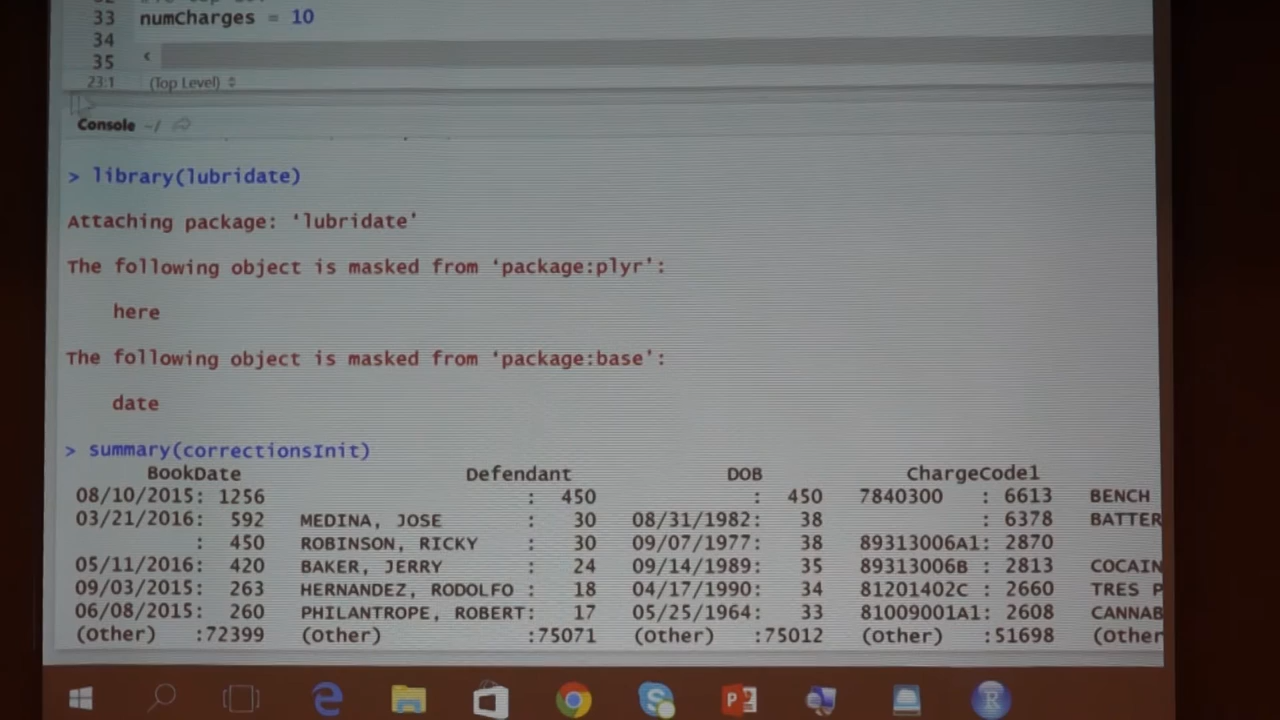 33 numCharges = 10
34
35
23:1 (Top Level)
Console ~/
> library(lubridate)
Attaching package: ‘lubridate’
The following object is masked from ‘package:plyr’:
here
The following object is masked from ‘package:base’:
date
> summary(correctionsInit)
BookDate Defendant DOB ChargeCode1
08/10/2015: 1256 : 450 : 450 7840300 : 6613 BENCH
03/21/2016: 592 MEDINA, JOSE : 30 08/31/1982: 38 : 6378 BATTER
: 450 ROBINSON, RICKY : 30 09/07/1977: 38 89313006A1: 2870
05/11/2016: 420 BAKER, JERRY : 24 09/14/1989: 35 89313006B : 2813 COCAIN
09/03/2015: 263 HERNANDEZ, RODOLFO : 18 04/17/1990: 34 81201402C : 2660 TRES P
06/08/2015: 260 PHILANTROPE, ROBERT: 17 05/25/1964: 33 81009001A1: 2608 CANNAB
(Other) :72399 (Other) :75071 (Other) :75012 (Other) :51698 (Other